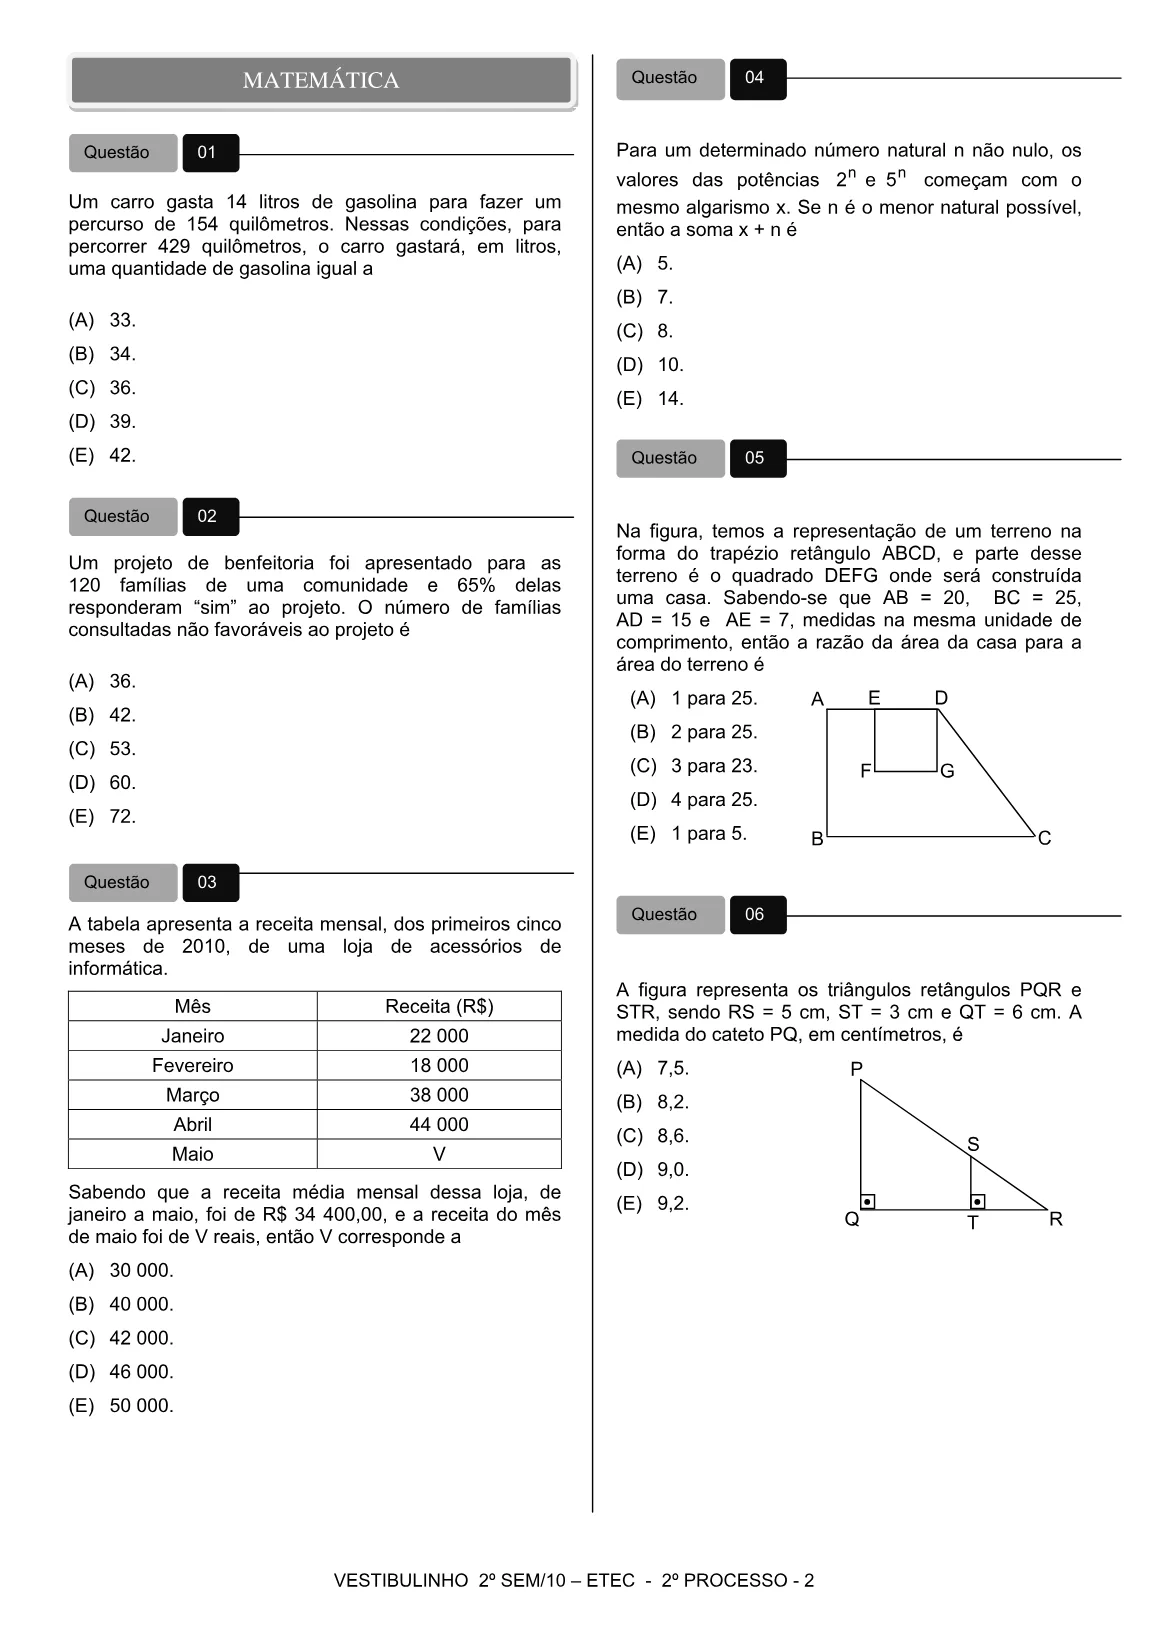 MATEMÁTICA
Questão 01
Um carro gasta 14 litros de gasolina para fazer um
percurso de 154 quilômetros. Nessas condições, para
percorrer 429 quilômetros, o carro gastará, em litros,
uma quantidade de gasolina igual a
(A) 33.
(B) 34.
(C) 36.
(D) 39.
(E) 42.
Questão 02
Um projeto de benfeitoria foi apresentado para as
120 famílias de uma comunidade e 65% delas
responderam “sim” ao projeto. O número de famílias
consultadas não favoráveis ao projeto é
(A) 36.
(B) 42.
(C) 53.
(D) 60.
(E) 72.
Questão 03
A tabela apresenta a receita mensal, dos primeiros cinco
meses de 2010, de uma loja de acessórios de
informática.
Mês Receita (R$)
Janeiro 22 000
Fevereiro 18 000
Março 38 000
Abril 44 000
Maio V
Sabendo que a receita média mensal dessa loja, de
janeiro a maio, foi de R$ 34 400,00, e a receita do mês
de maio foi de V reais, então V corresponde a
(A) 30 000.
(B) 40 000.
(C) 42 000.
(D) 46 000.
(E) 50 000.
Questão 04
Para um determinado número natural n não nulo, os
valores das potências 2ⁿ e 5ⁿ começam com o
mesmo algarismo x. Se n é o menor natural possível,
então a soma x + n é
(A) 5.
(B) 7.
(C) 8.
(D) 10.
(E) 14.
Questão 05
Na figura, temos a representação de um terreno na
forma do trapézio retângulo ABCD, e parte desse
terreno é o quadrado DEFG onde será construída
uma casa. Sabendo-se que AB = 20, BC = 25,
AD = 15 e AE = 7, medidas na mesma unidade de
comprimento, então a razão da área da casa para a
área do terreno é
(A) 1 para 25.
(B) 2 para 25.
(C) 3 para 23.
(D) 4 para 25.
(E) 1 para 5.
A E D
F G
B C
Questão 06
A figura representa os triângulos retângulos PQR e
STR, sendo RS = 5 cm, ST = 3 cm e QT = 6 cm. A
medida do cateto PQ, em centímetros, é
(A) 7,5.
(B) 8,2.
(C) 8,6.
(D) 9,0.
(E) 9,2.
P
S
Q T R
VESTIBULINHO 2º SEM/10 – ETEC - 2º PROCESSO - 2